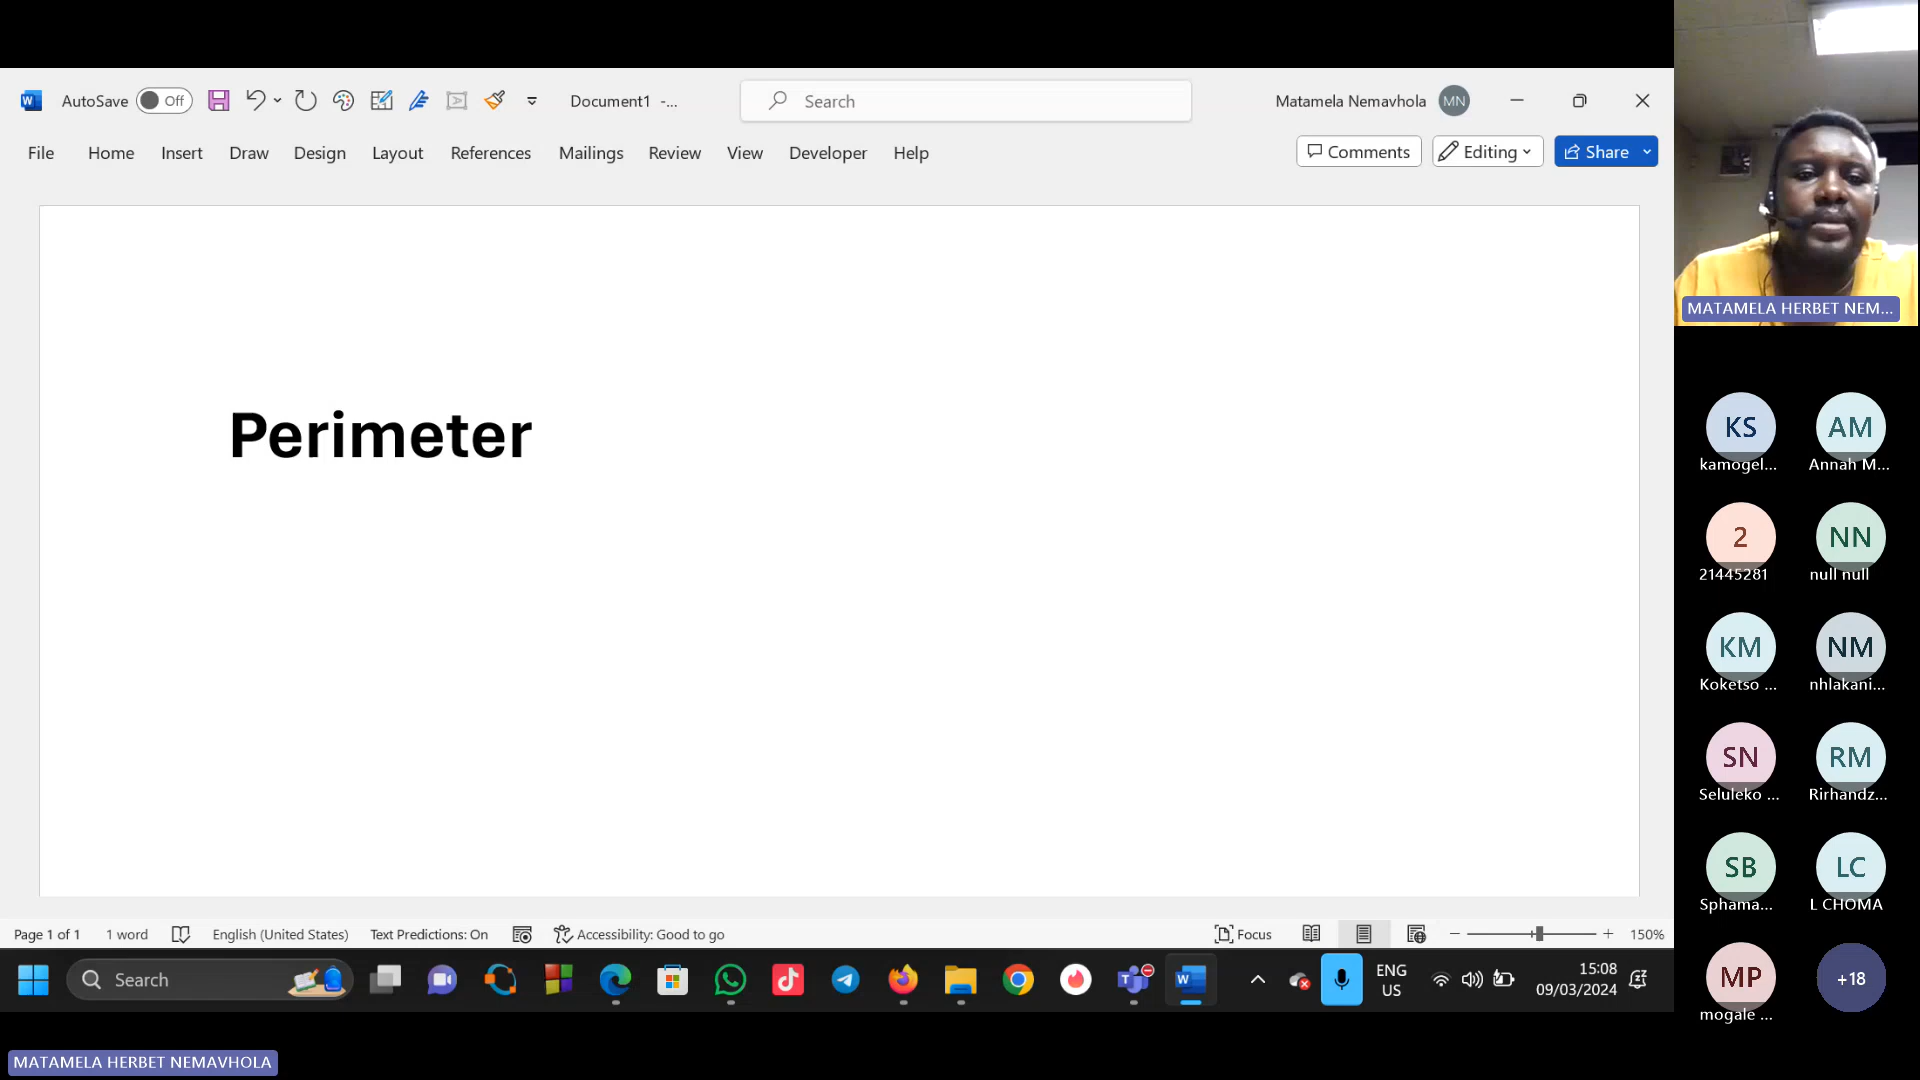 AutoSave Off Document1 -... Search Matamela Nemavhola MN
File Home Insert Draw Design Layout References Mailings Review View Developer Help Comments Editing Share
Perimeter
Page 1 of 1 1 word English (United States) Text Predictions: On Accessibility: Good to go Focus 150%
Search ENG US 15:08 09/03/2024
MATAMELA HERBET NEMAVHOLA
MATAMELA HERBET NEM...
KS AM
kamogel... Annah M...
2 NN
21445281 null null
KM NM
Koketso ... nhlakani...
SN RM
Seluleko ... Rirhandz...
SB LC
Sphama... L CHOMA
MP +18
mogale ...